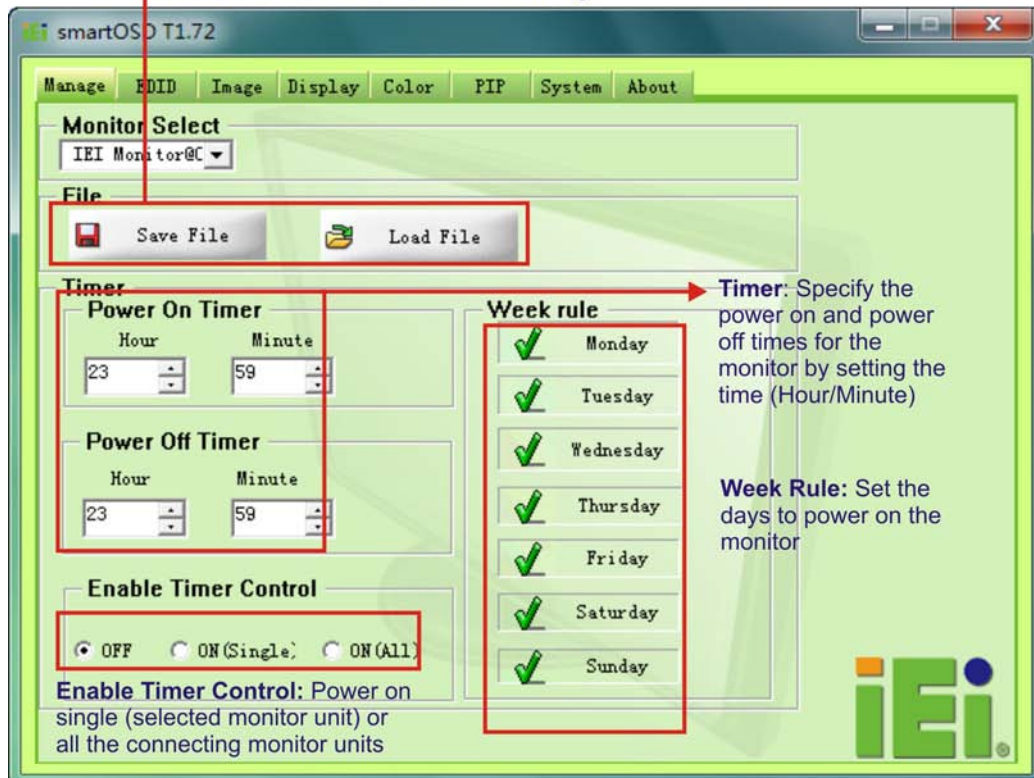 smartOSD T1.72
Manage EDID Image Display Color PIP System About
Monitor Select
IEI Monitor@C
File
Save File Load File
Timer
Power On Timer
Hour Minute
23 59
Power Off Timer
Hour Minute
23 59
Enable Timer Control
OFF ON(Single) ON(All)
Enable Timer Control: Power on
single (selected monitor unit) or
all the connecting monitor units
Week rule
Monday
Tuesday
Wednesday
Thursday
Friday
Saturday
Sunday
Timer: Specify the
power on and power
off times for the
monitor by setting the
time (Hour/Minute)
Week Rule: Set the
days to power on the
monitor
iEi